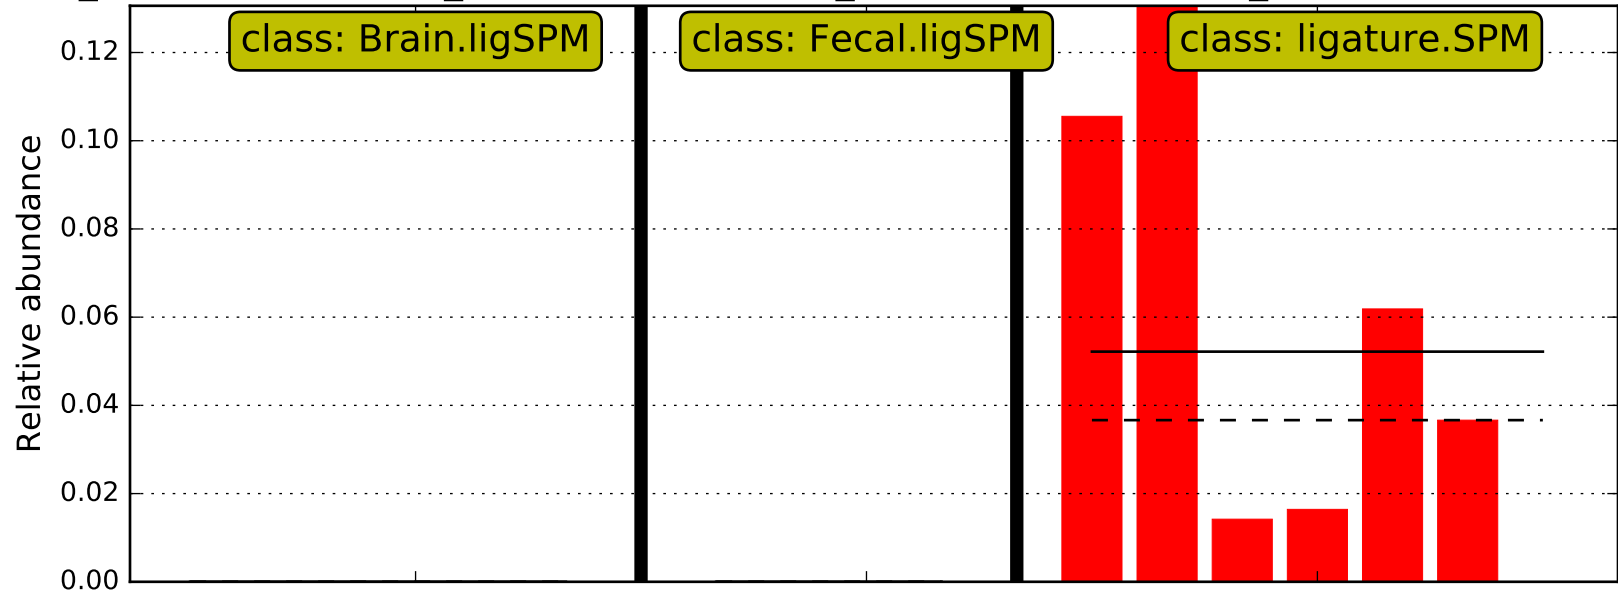 Relative abundance
0.12
0.10
0.08
0.06
0.04
0.02
0.00
class: Brain.ligSPM
class: Fecal.ligSPM
class: ligature.SPM